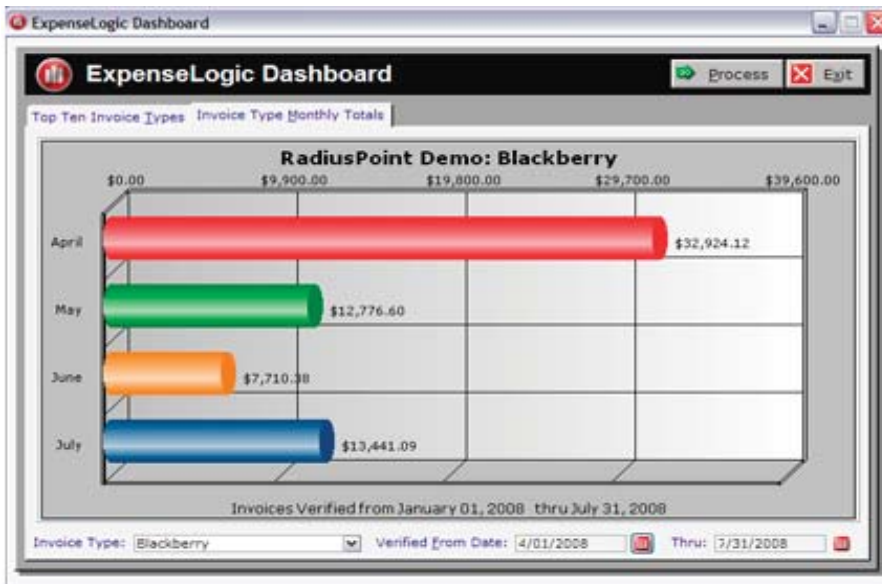 ExpenseLogic Dashboard
ExpenseLogic Dashboard
Process
Exit
Top Ten Invoice Types
Invoice Type Monthly Totals
RadiusPoint Demo: Blackberry
$0.00 $9,900.00 $19,800.00 $29,700.00 $39,600.00
April $32,924.12
May $12,776.60
June $7,710.38
July $13,441.09
Invoices Verified from January 01, 2008 thru July 31, 2008
Invoice Type: Blackberry Verified From Date: 4/01/2008 Thru: 7/31/2008